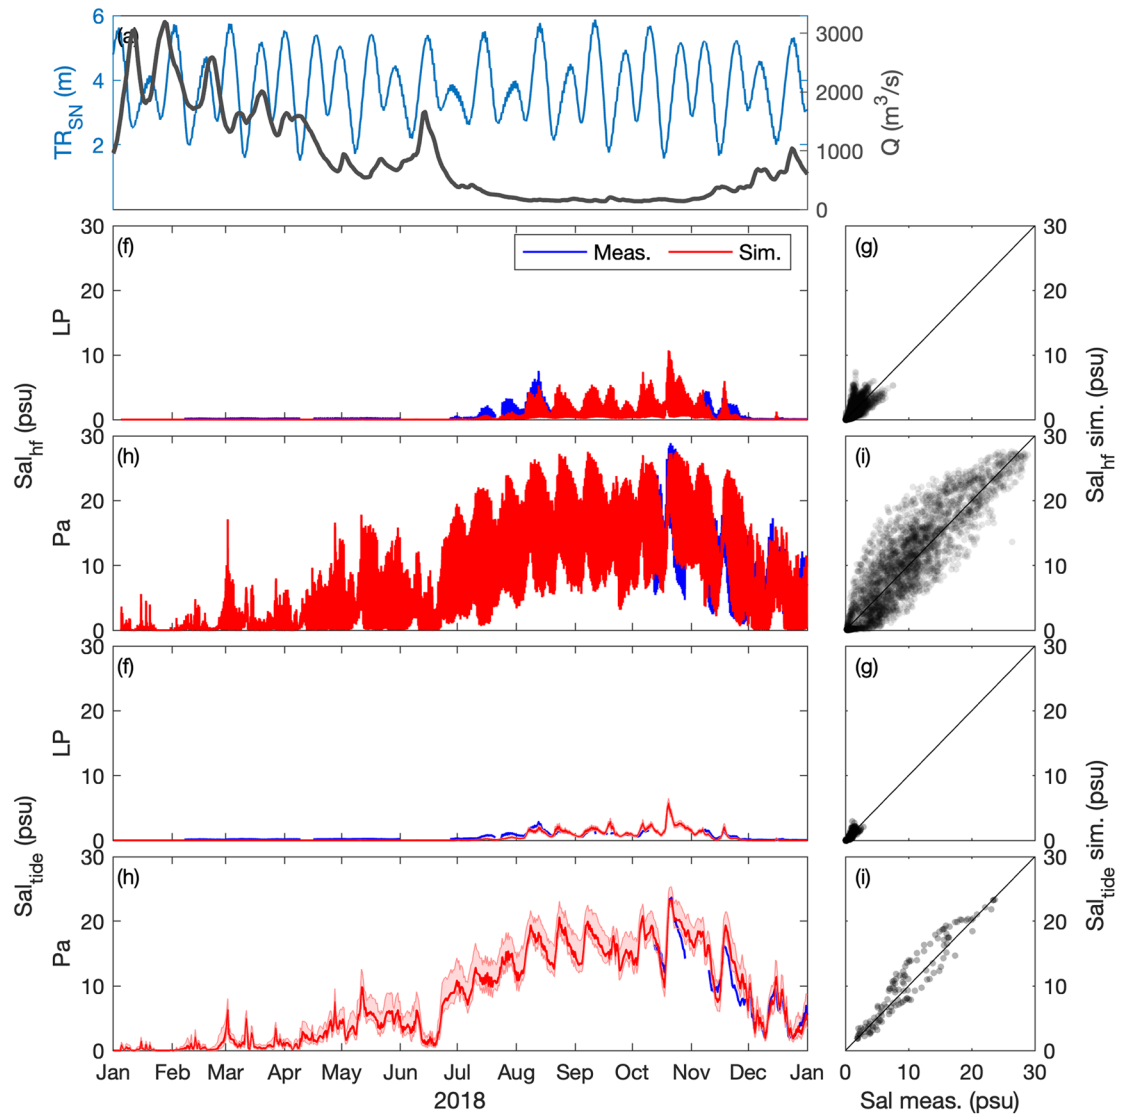 6
(a)
3000
TR_SN (m)
4
2000
Q (m³/s)
2
1000
0
30
(f)
Meas.
Sim.
(g)
30
20
20
LP
10
10
0
0
Sal_hf (psu)
Sal_hf sim. (psu)
30
(h)
(i)
30
20
20
Pa
10
10
0
0
30
(f)
(g)
30
20
20
LP
10
10
0
0
Sal_tide (psu)
Sal_tide sim. (psu)
30
(h)
(i)
30
20
20
Pa
10
10
0
0
Jan Feb Mar Apr May Jun Jul Aug Sep Oct Nov Dec Jan
0 10 20 30
2018
Sal meas. (psu)